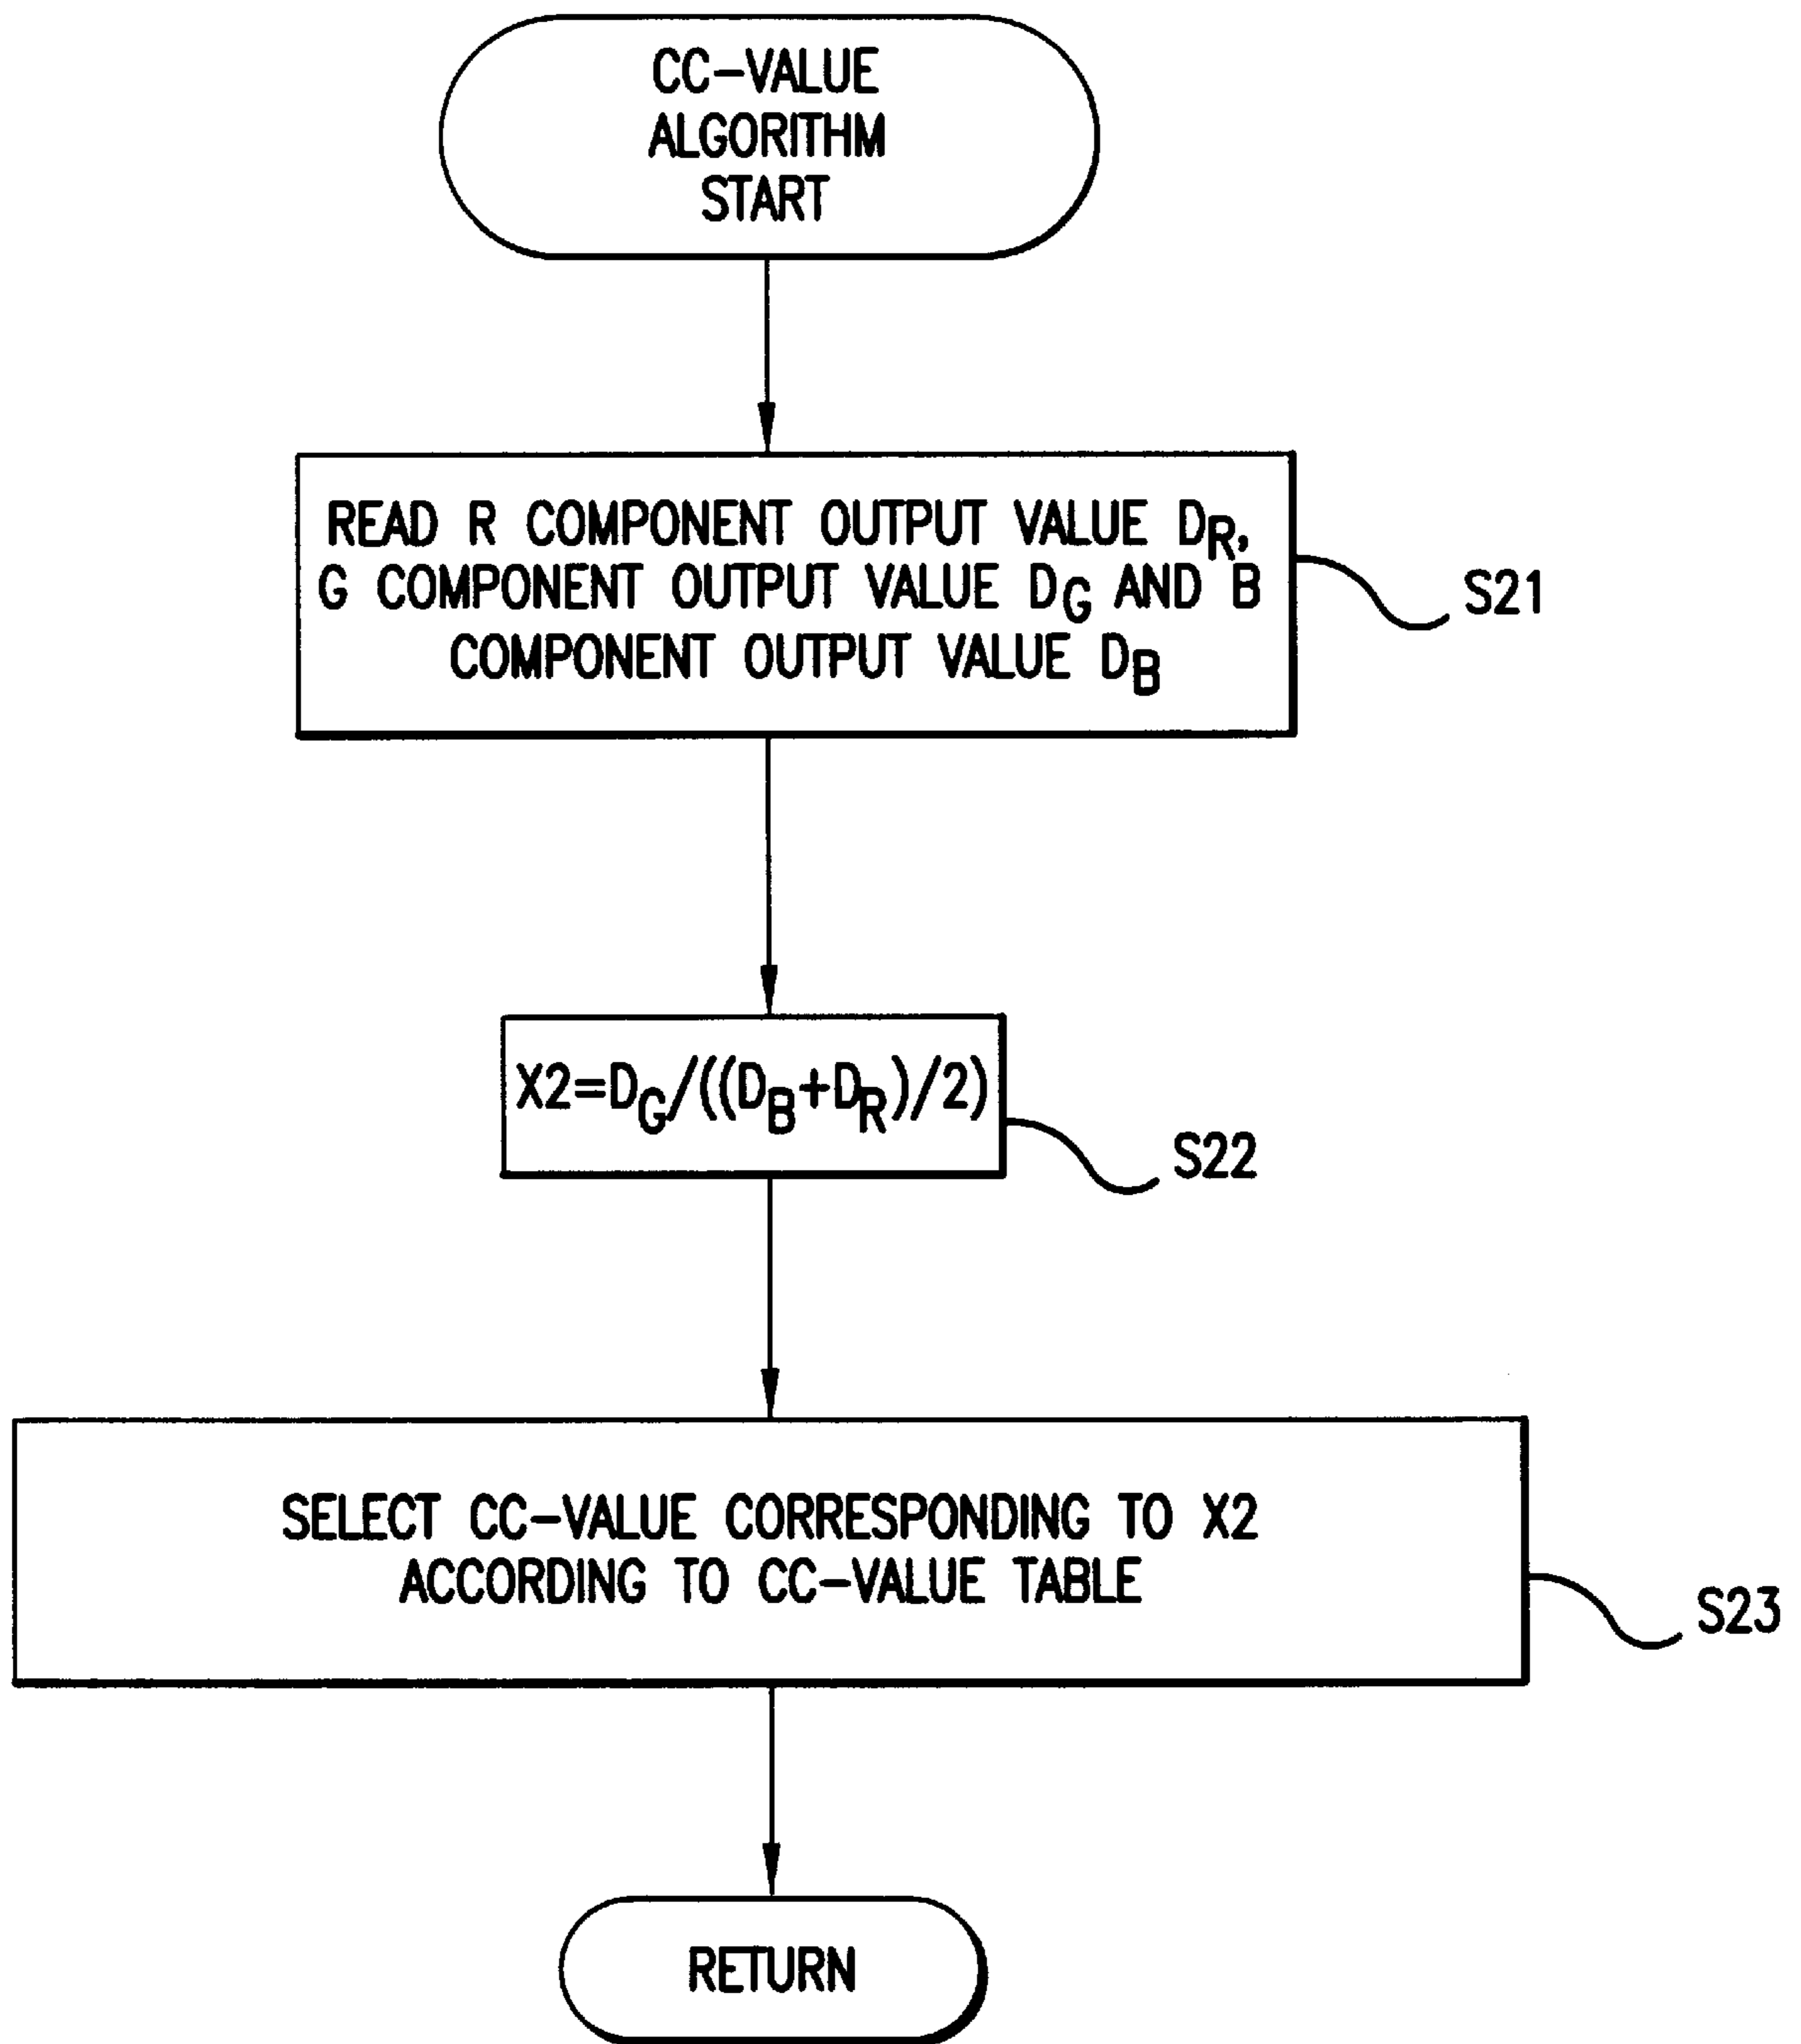 CC-VALUE
ALGORITHM
START
READ R COMPONENT OUTPUT VALUE DR,
G COMPONENT OUTPUT VALUE DG AND B
COMPONENT OUTPUT VALUE DB
S21
X2=DG/((DB+DR)/2)
S22
SELECT CC-VALUE CORRESPONDING TO X2
ACCORDING TO CC-VALUE TABLE
S23
RETURN